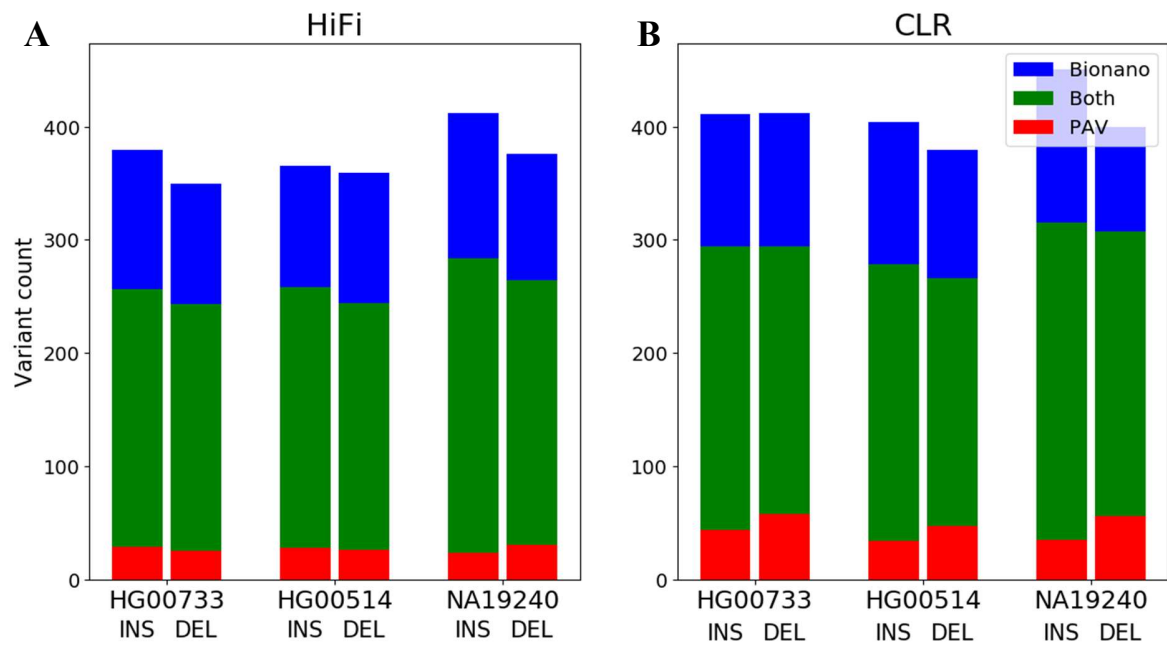 A
HiFi
Variant count
400
300
200
100
0
HG00733 HG00514 NA19240
INS DEL INS DEL INS DEL
B
CLR
Bionano
Both
PAV
400
300
200
100
0
HG00733 HG00514 NA19240
INS DEL INS DEL INS DEL